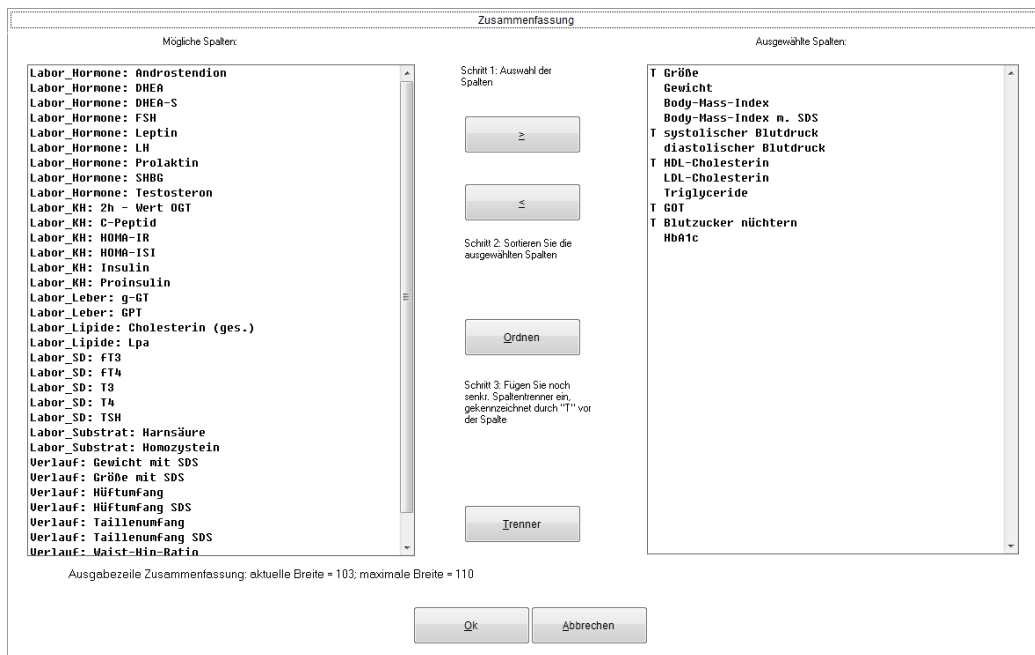 Zusammenfassung
Mögliche Spalten:
Labor_Hormone: Androstendion
Labor_Hormone: DHEA
Labor_Hormone: DHEA-S
Labor_Hormone: FSH
Labor_Hormone: Leptin
Labor_Hormone: LH
Labor_Hormone: Prolaktin
Labor_Hormone: SHBG
Labor_Hormone: Testosteron
Labor_KH: 2h - Wert OGT
Labor_KH: C-Peptid
Labor_KH: HOMA-IR
Labor_KH: HOMA-ISI
Labor_KH: Insulin
Labor_KH: Proinsulin
Labor_Leber: g-GT
Labor_Leber: GPT
Labor_Lipide: Cholesterin (ges.)
Labor_Lipide: Lpa
Labor_SD: fT3
Labor_SD: fT4
Labor_SD: T3
Labor_SD: T4
Labor_SD: TSH
Labor_Substrat: Harnsäure
Labor_Substrat: Homozystein
Verlauf: Gewicht mit SDS
Verlauf: Größe mit SDS
Verlauf: Hüftumfang
Verlauf: Hüftumfang SDS
Verlauf: Taillenumfang
Verlauf: Taillenumfang SDS
Verlauf: Waist-Hip-Ratio
Schritt 1: Auswahl der
Spalten
≥
≤
Schritt 2: Sortieren Sie die
ausgewählten Spalten
Ordnen
Schritt 3: Fügen Sie noch
senkr. Spaltentrenner ein,
gekennzeichnet durch "T" vor
der Spalte
Trenner
Ausgewählte Spalten:
T Größe
Gewicht
Body-Mass-Index
Body-Mass-Index m. SDS
T systolischer Blutdruck
diastolischer Blutdruck
T HDL-Cholesterin
LDL-Cholesterin
Triglyceride
T GOT
T Blutzucker nüchtern
HbA1c
Ausgabezeile Zusammenfassung: aktuelle Breite = 103; maximale Breite = 110
Ok
Abbrechen